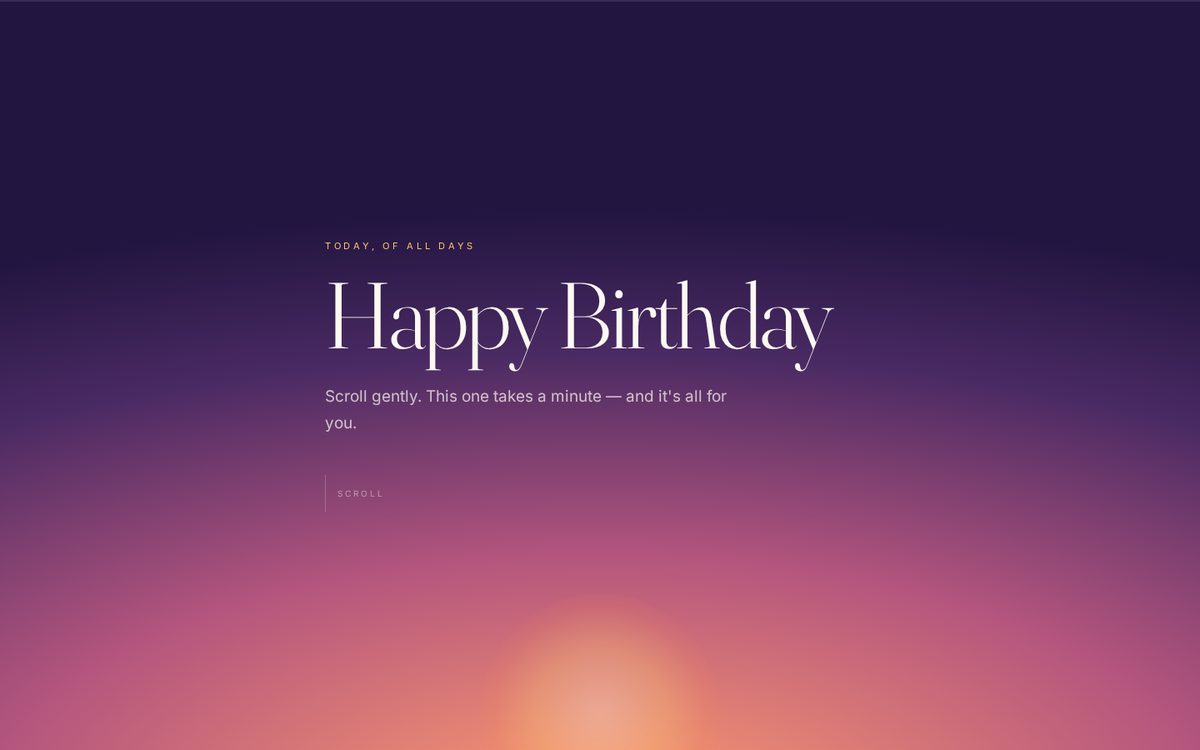 TODAY, OF ALL DAYS
Happy Birthday
Scroll gently. This one takes a minute — and it's all for
you.
SCROLL